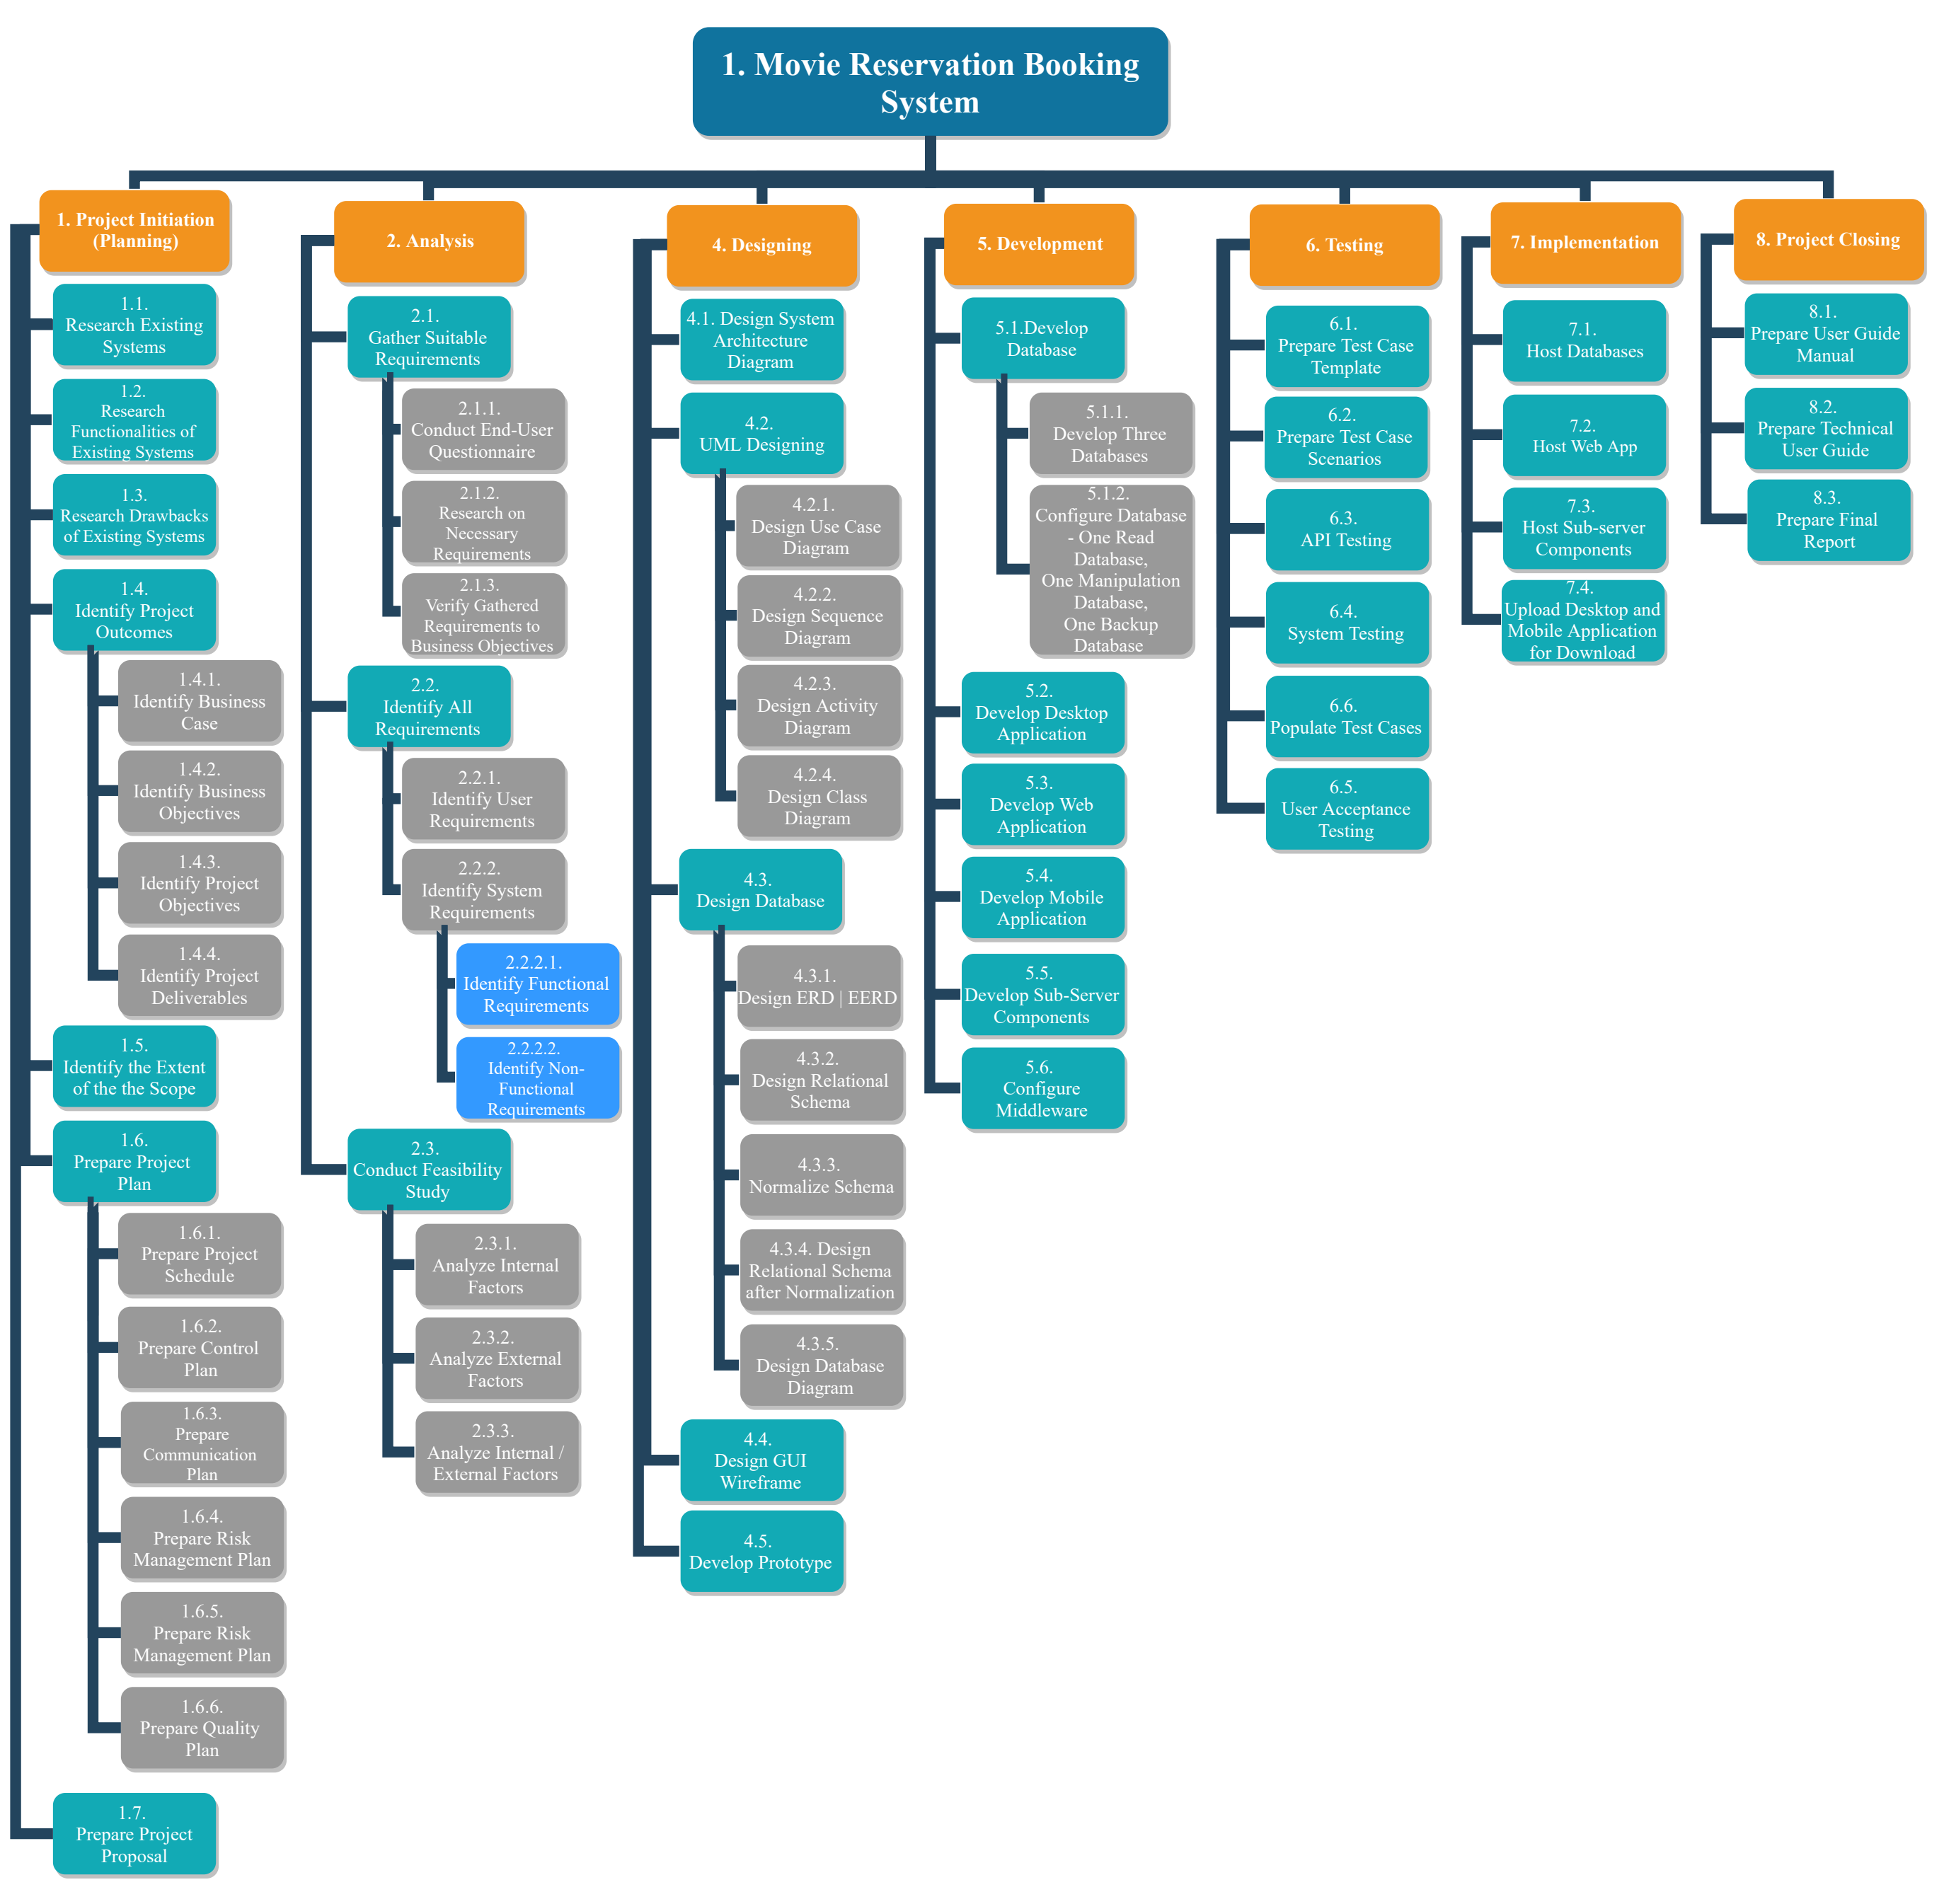 1. Movie Reservation Booking
System
1. Project Initiation
(Planning)
1.1.
Research Existing
Systems
1.2.
Research
Functionalities of
Existing Systems
1.3.
Research Drawbacks
of Existing Systems
1.4.
Identify Project
Outcomes
1.4.1.
Identify Business
Case
1.4.2.
Identify Business
Objectives
1.4.3.
Identify Project
Objectives
1.4.4.
Identify Project
Deliverables
1.5.
Identify the Extent
of the the Scope
1.6.
Prepare Project
Plan
1.6.1.
Prepare Project
Schedule
1.6.2.
Prepare Control
Plan
1.6.3.
Prepare
Communication
Plan
1.6.4.
Prepare Risk
Management Plan
1.6.5.
Prepare Risk
Management Plan
1.6.6.
Prepare Quality
Plan
1.7.
Prepare Project
Proposal
2. Analysis
2.1.
Gather Suitable
Requirements
2.1.1.
Conduct End-User
Questionnaire
2.1.2.
Research on
Necessary
Requirements
2.1.3.
Verify Gathered
Requirements to
Business Objectives
2.2.
Identify All
Requirements
2.2.1.
Identify User
Requirements
2.2.2.
Identify System
Requirements
2.2.2.1.
Identify Functional
Requirements
2.2.2.2.
Identify Non-
Functional
Requirements
2.3.
Conduct Feasibility
Study
2.3.1.
Analyze Internal
Factors
2.3.2.
Analyze External
Factors
2.3.3.
Analyze Internal /
External Factors
4. Designing
4.1. Design System
Architecture
Diagram
4.2.
UML Designing
4.2.1.
Design Use Case
Diagram
4.2.2.
Design Sequence
Diagram
4.2.3.
Design Activity
Diagram
4.2.4.
Design Class
Diagram
4.3.
Design Database
4.3.1.
Design ERD | EERD
4.3.2.
Design Relational
Schema
4.3.3.
Normalize Schema
4.3.4. Design
Relational Schema
after Normalization
4.3.5.
Design Database
Diagram
4.4.
Design GUI
Wireframe
4.5.
Develop Prototype
5. Development
5.1.Develop
Database
5.1.1.
Develop Three
Databases
5.1.2.
Configure Database
- One Read
Database,
One Manipulation
Database,
One Backup
Database
5.2.
Develop Desktop
Application
5.3.
Develop Web
Application
5.4.
Develop Mobile
Application
5.5.
Develop Sub-Server
Components
5.6.
Configure
Middleware
6. Testing
6.1.
Prepare Test Case
Template
6.2.
Prepare Test Case
Scenarios
6.3.
API Testing
6.4.
System Testing
6.6.
Populate Test Cases
6.5.
User Acceptance
Testing
7. Implementation
7.1.
Host Databases
7.2.
Host Web App
7.3.
Host Sub-server
Components
7.4.
Upload Desktop and
Mobile Application
for Download
8. Project Closing
8.1.
Prepare User Guide
Manual
8.2.
Prepare Technical
User Guide
8.3.
Prepare Final
Report